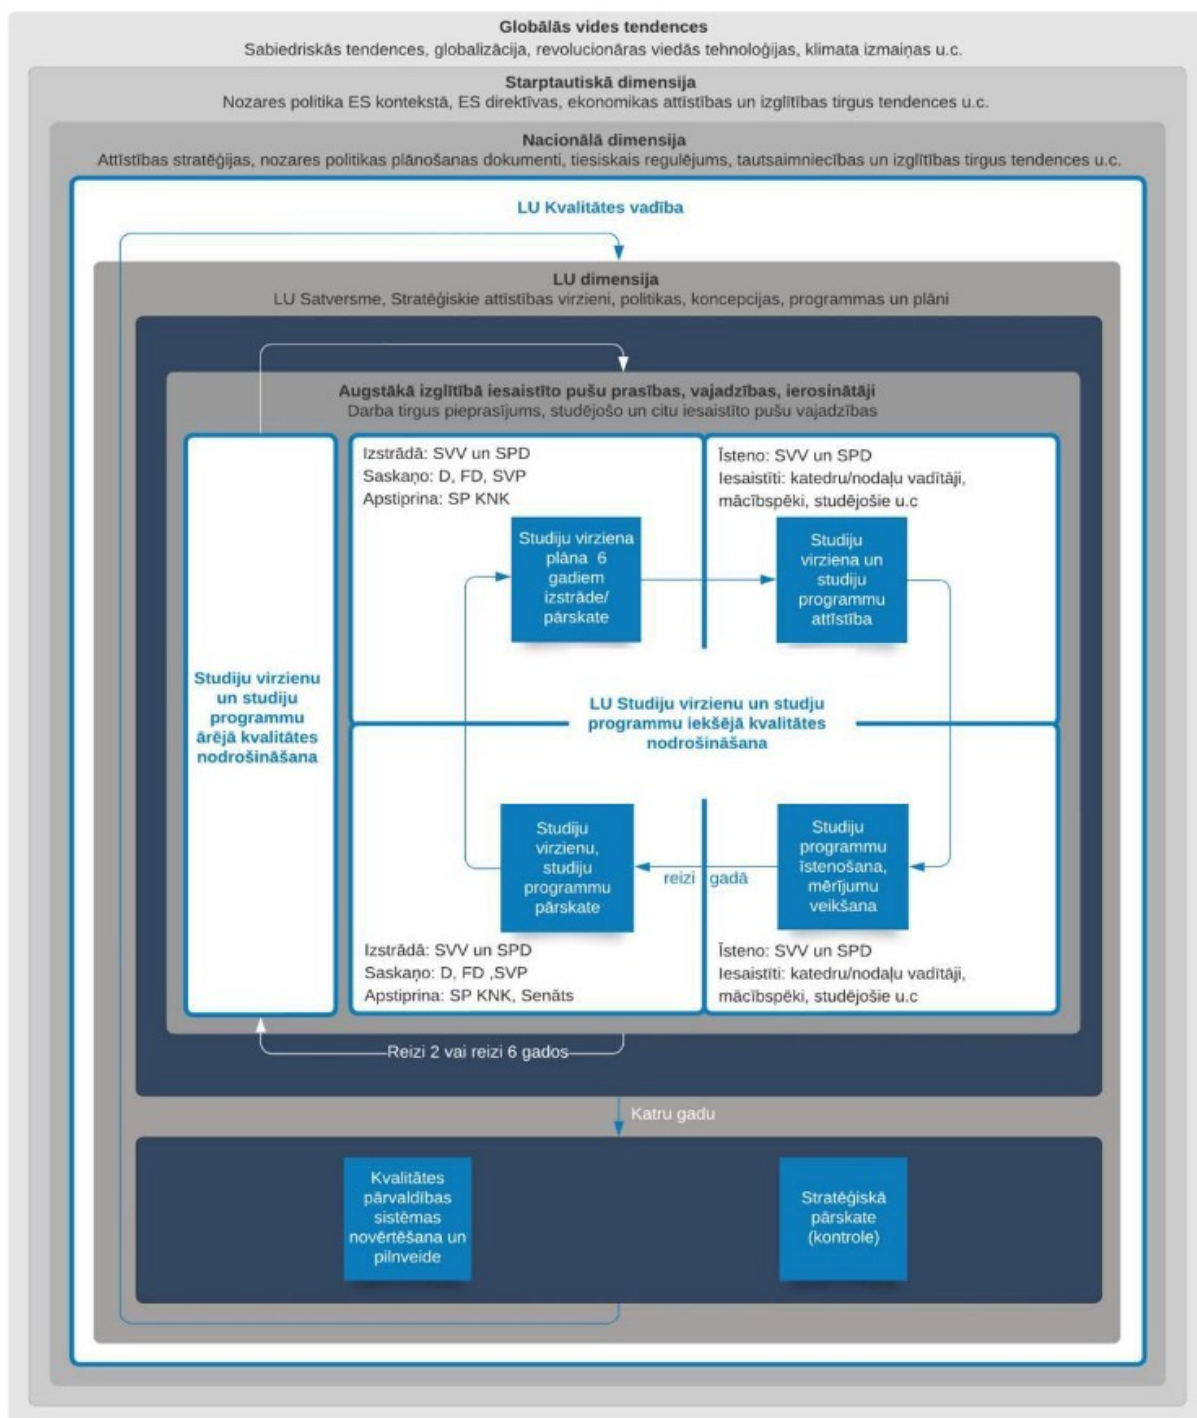 Globālās vides tendences
Sabiedriskās tendences, globalizācija, revolucionāras viedās tehnoloģijas, klimata izmaiņas u.c.
Starptautiskā dimensija
Nozares politika ES kontekstā, ES direktīvas, ekonomikas attīstības un izglītības tirgus tendences u.c.
Nacionālā dimensija
Attīstības stratēģijas, nozares politikas plānošanas dokumenti, tiesiskais regulējums, tautsaimniecības un izglītības tirgus tendences u.c.
LU Kvalitātes vadība
LU dimensija
LU Satversme, Stratēģiskie attīstības virzieni, politikas, koncepcijas, programmas un plāni
Augstākā izglītībā iesaistīto pušu prasības, vajadzības, ierosinātāji
Darba tirgus pieprasījums, studējošo un citu iesaistīto pušu vajadzības
Studiju virzienu
un studiju
programmu
ārējā kvalitātes
nodrošināšana
Izstrādā: SVV un SPD
Saskaņo: D, FD, SVP
Apstiprina: SP KNK
Studiju virziena
plāna 6
gadiem
izstrāde/
pārskate
Īsteno: SVV un SPD
Iesaistīti: katedru/nodaļu vadītāji,
mācībspēki, studējošie u.c
Studiju
virziena un
studiju
programmu
attīstība
LU Studiju virzienu un studju
programmu iekšējā kvalitātes
nodrošināšana
Studiju
virzienu,
studiju
programmu
pārskate
reizi gadā
Studiju
programmu
īstenošana,
mērījumu
veikšana
Izstrādā: SVV un SPD
Saskaņo: D, FD ,SVP
Apstiprina: SP KNK, Senāts
Īsteno: SVV un SPD
Iesaistīti: katedru/nodaļu vadītāji,
mācībspēki, studējošie u.c
Reizi 2 vai reizi 6 gados
Katru gadu
Kvalitātes
pārvaldības
sistēmas
novērtēšana un
pilnveide
Stratēģiskā
pārskate
(kontrole)